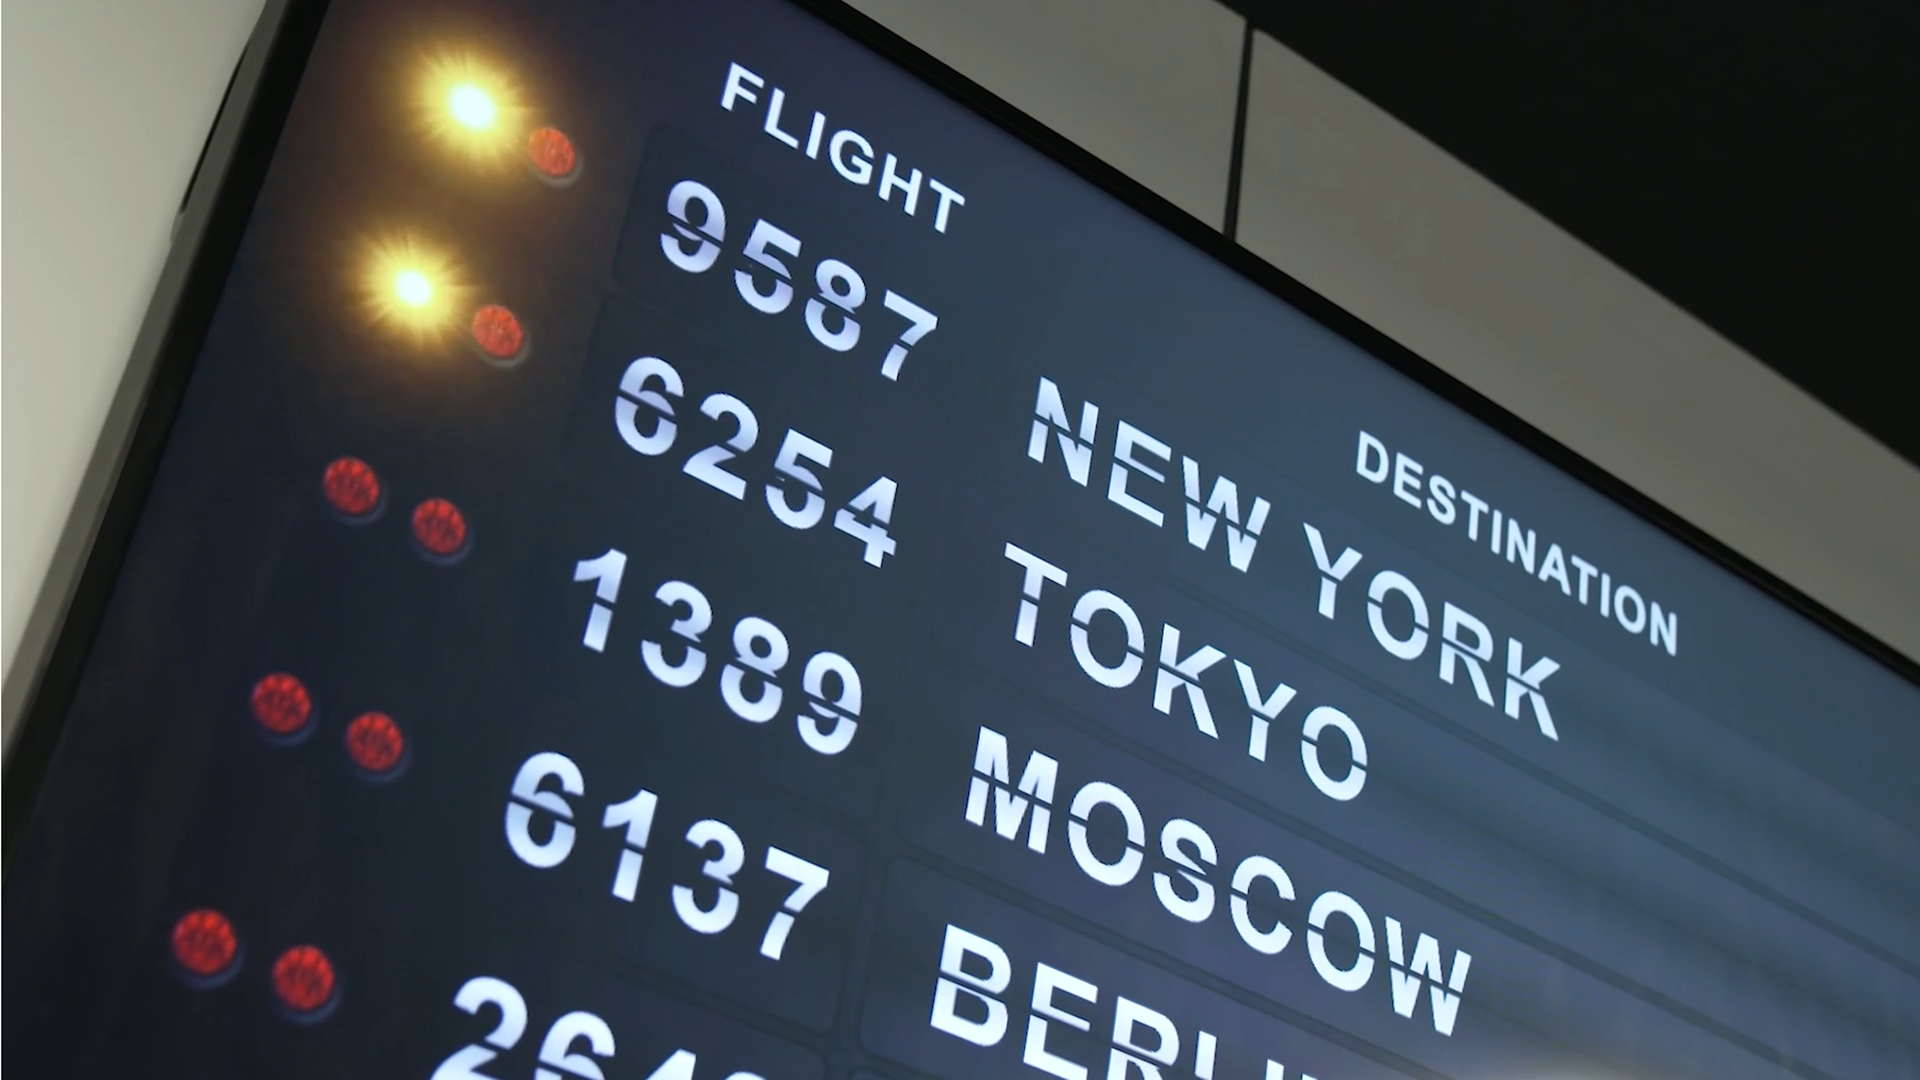 FLIGHT DESTINATION
9587 NEW YORK
6254 TOKYO
1389 MOSCOW
6137